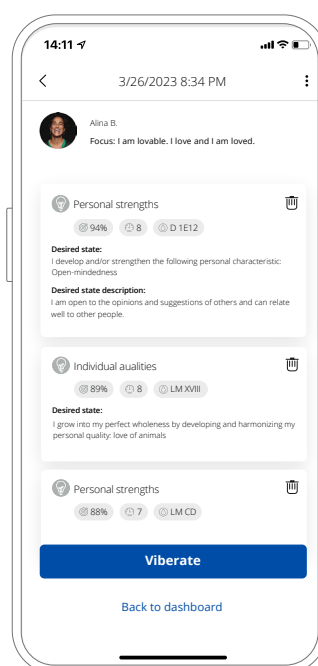 14:11
3/26/2023 8:34 PM
Alina B.
Focus: I am lovable. I love and I am loved.
Personal strengths
94% 8 D 1E12
Desired state:
I develop and/or strengthen the following personal characteristic:
Open-mindedness
Desired state description:
I am open to the opinions and suggestions of others and can relate
well to other people.
Individual aualities
89% 8 LM XVIII
Desired state:
I grow into my perfect wholeness by developing and harmonizing my
personal quality: love of animals
Personal strengths
88% 7 LM CD
Viberate
Back to dashboard